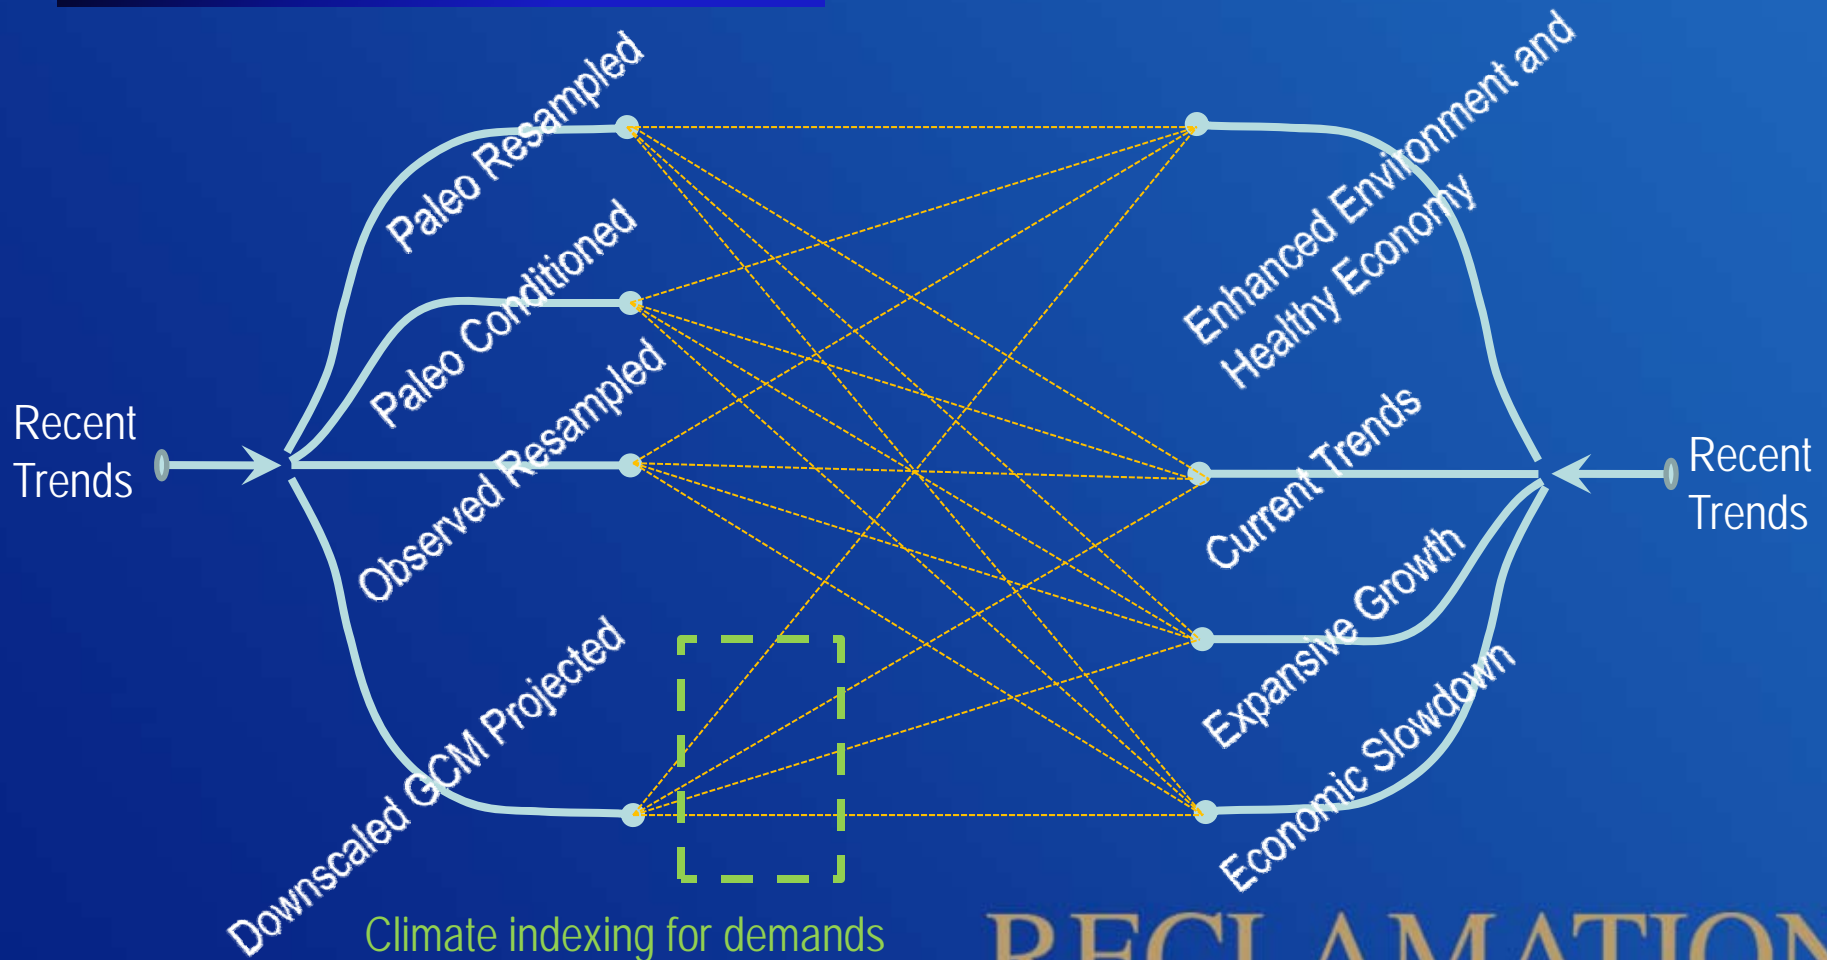 Paleo Resampled
Paleo Conditioned
Observed Resampled
Downscaled GCM Projected
Recent
Trends
Enhanced Environment and
Healthy Economy
Current Trends
Expansive Growth
Economic Slowdown
Recent
Trends
Climate indexing for demands
RECLAMATION